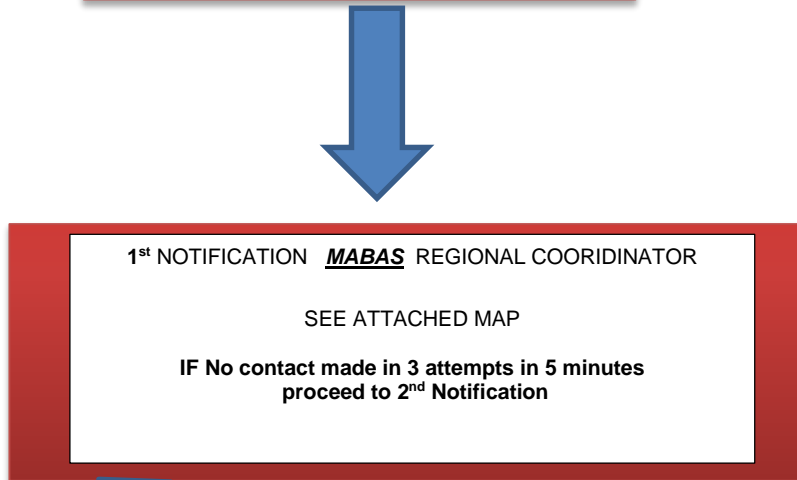 1st NOTIFICATION MABAS REGIONAL COORIDINATOR
SEE ATTACHED MAP
IF No contact made in 3 attempts in 5 minutes
proceed to 2nd Notification